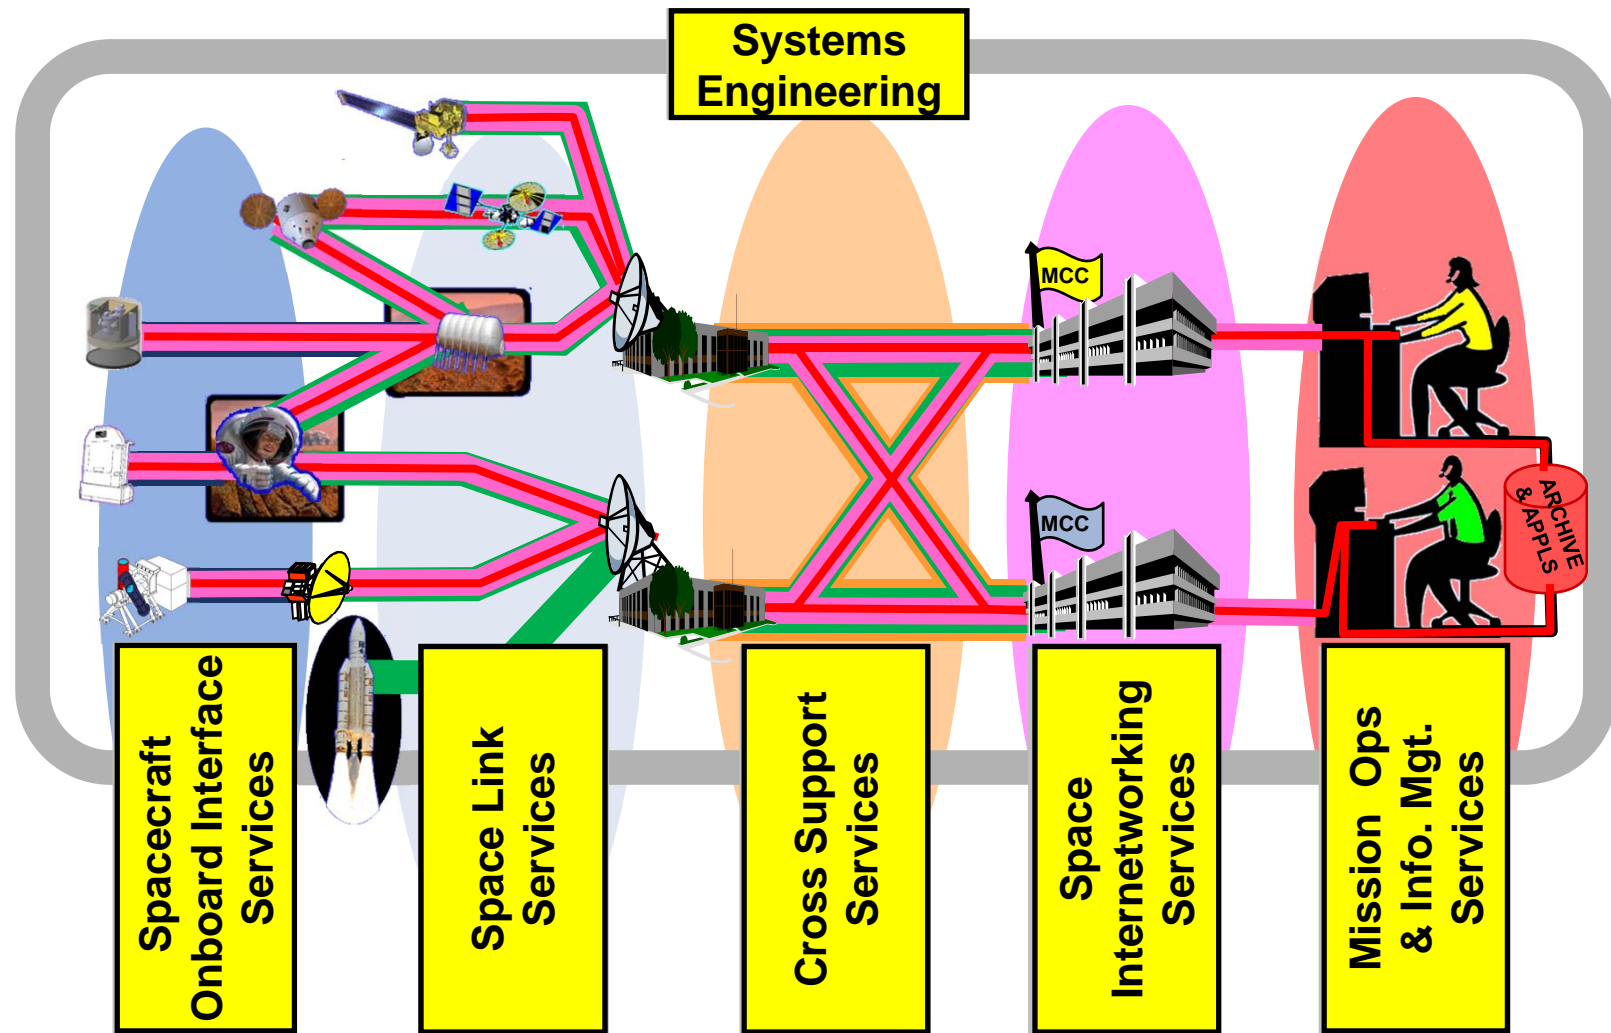 Systems
Engineering
MCC
MCC
ARCHIVE
& APPLS
Spacecraft
Onboard Interface
Services
Space Link
Services
Cross Support
Services
Space
Internetworking
Services
Mission Ops
& Info. Mgt.
Services